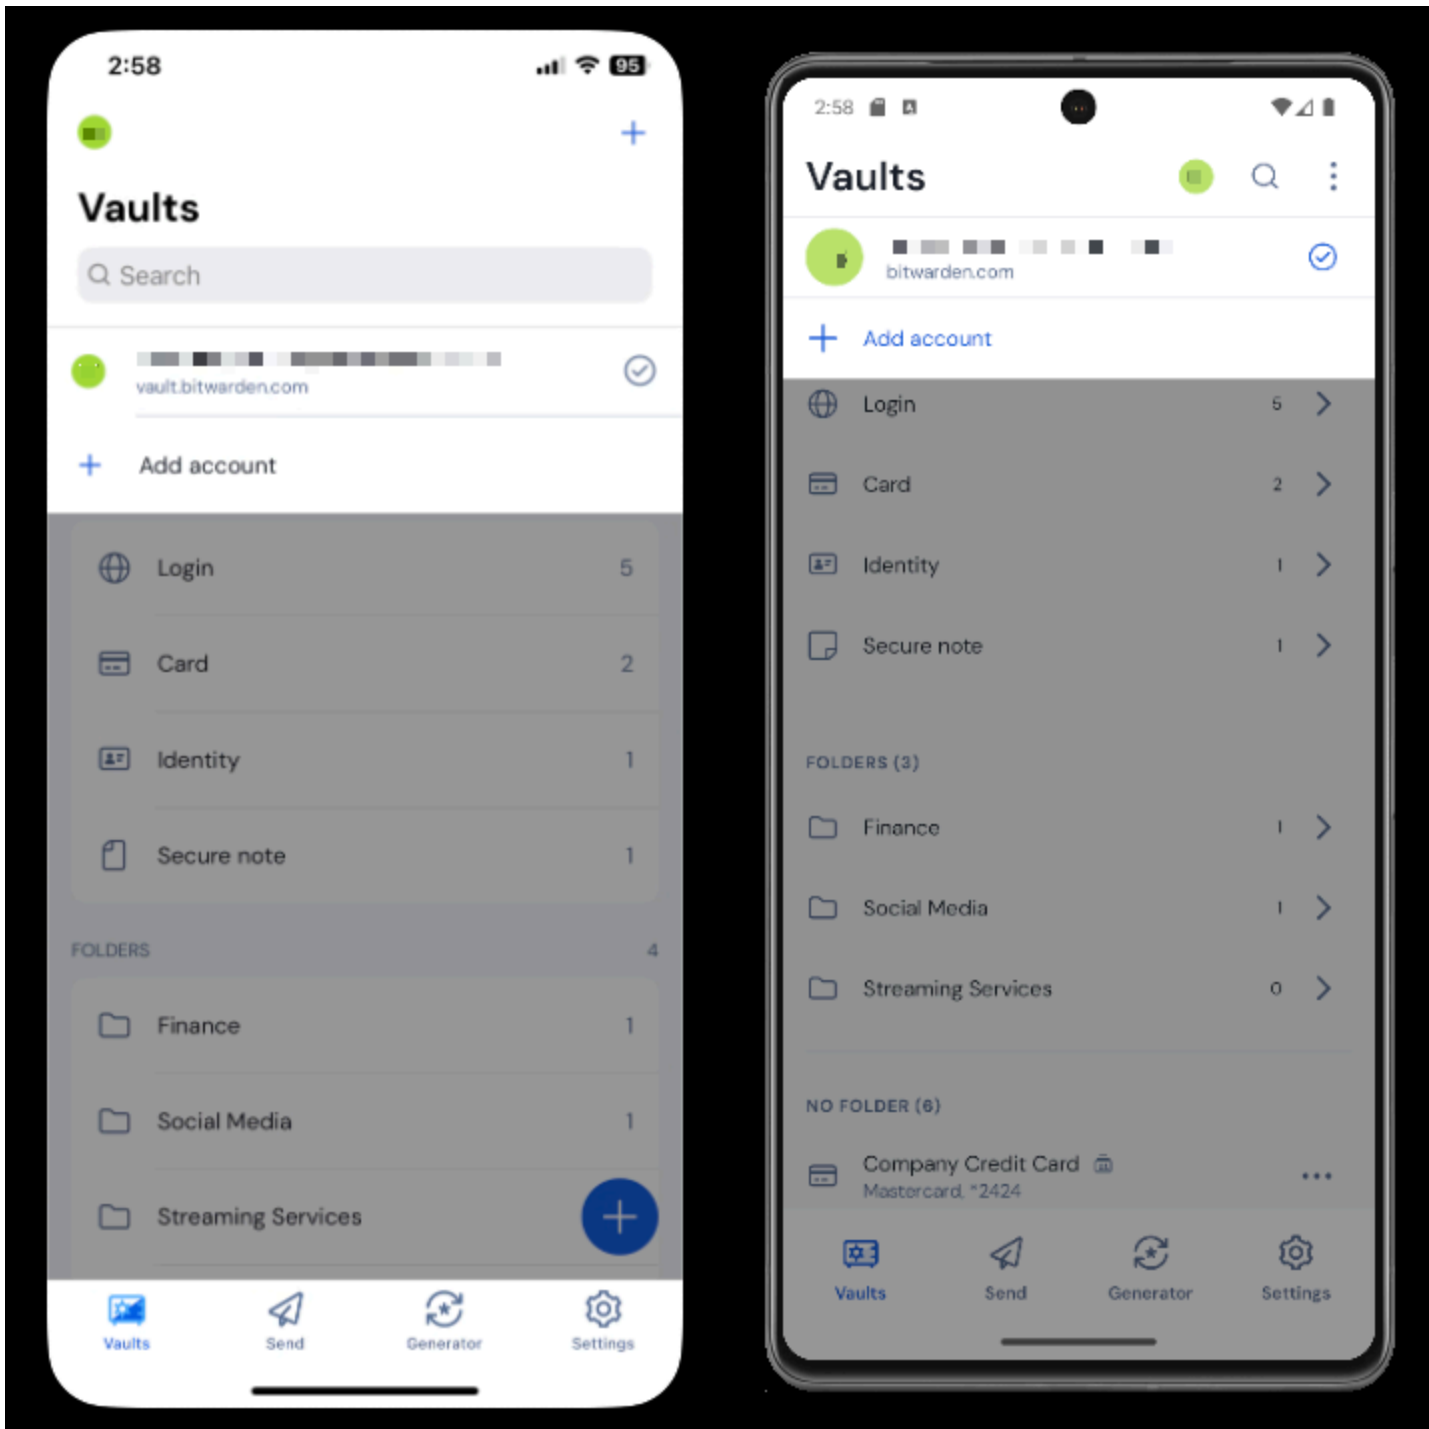 2:58
95
Vaults
Search
vault.bitwarden.com
Add account
Login 5
Card 2
Identity 1
Secure note 1
FOLDERS 4
Finance 1
Social Media 1
Streaming Services
Vaults Send Generator Settings
2:58
Vaults
bitwarden.com
Add account
Login 5
Card 2
Identity 1
Secure note 1
FOLDERS (3)
Finance 1
Social Media 1
Streaming Services 0
NO FOLDER (6)
Company Credit Card
Mastercard, *2424
Vaults Send Generator Settings